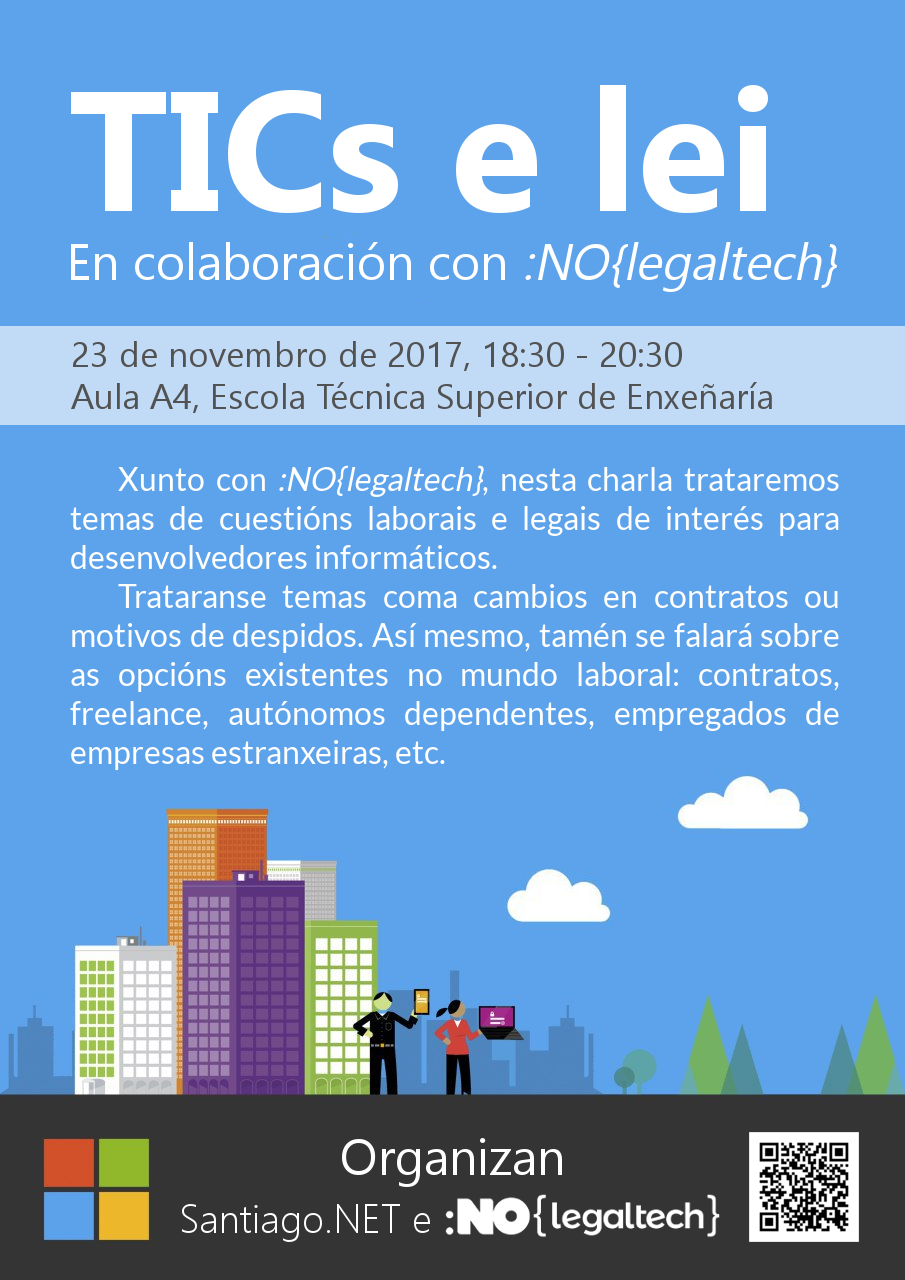 TICs e lei
En colaboración con :NO{legaltech}
23 de novembro de 2017, 18:30 - 20:30
Aula A4, Escola Técnica Superior de Enxeñaría
Xunto con :NO{legaltech}, nesta charla trataremos
temas de cuestións laborais e legais de interés para
desenvolvedores informáticos.
Trataranse temas coma cambios en contratos ou
motivos de despidos. Así mesmo, tamén se falará sobre
as opcións existentes no mundo laboral: contratos,
freelance, autónomos dependentes, empregados de
empresas estranxeiras, etc.
Organizan
Santiago.NET e :NO{legaltech}